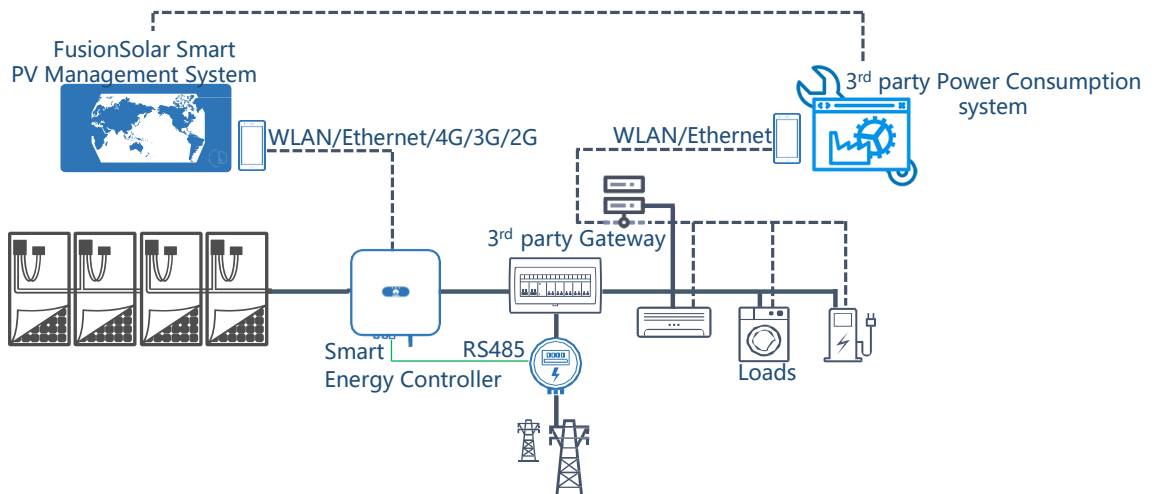 FusionSolar Smart
PV Management System
3rd party Power Consumption
system
WLAN/Ethernet/4G/3G/2G
WLAN/Ethernet
3rd party Gateway
Smart
Energy Controller
RS485
Loads